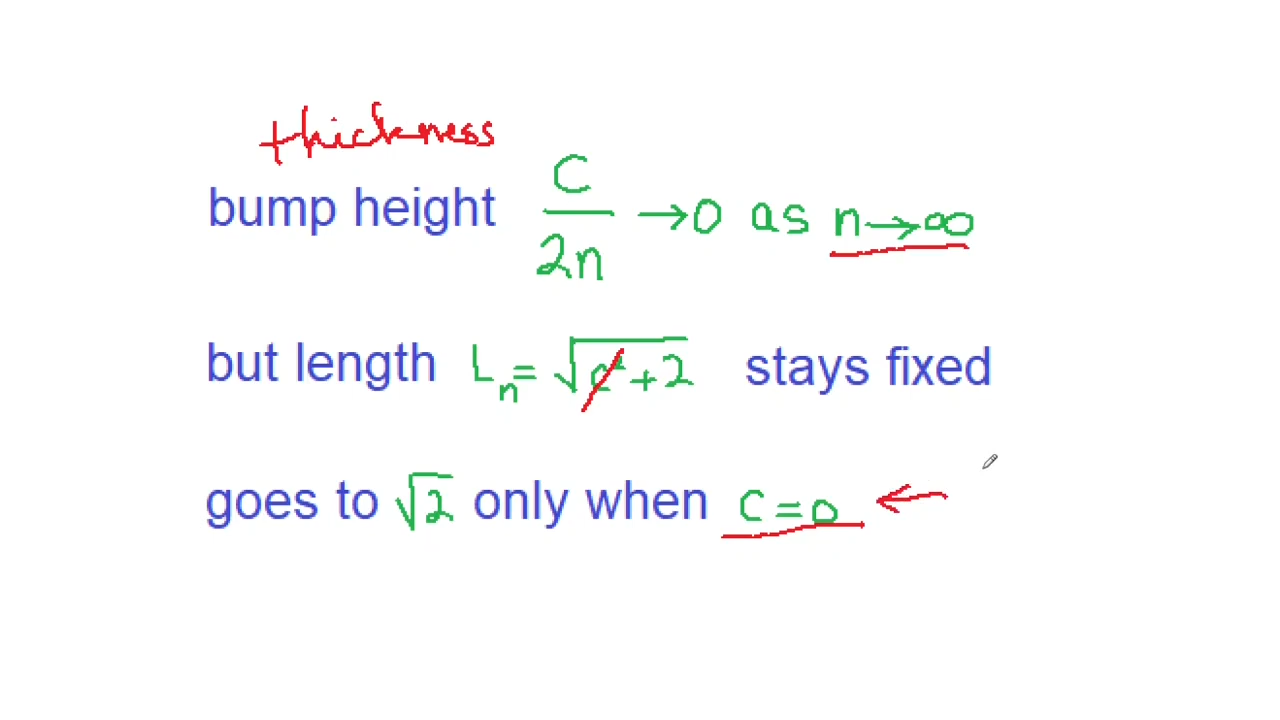 thickness
bump height C/2n → 0 as n → ∞
but length Lₙ = √(c² + 2) stays fixed
goes to √2 only when c = 0 ←